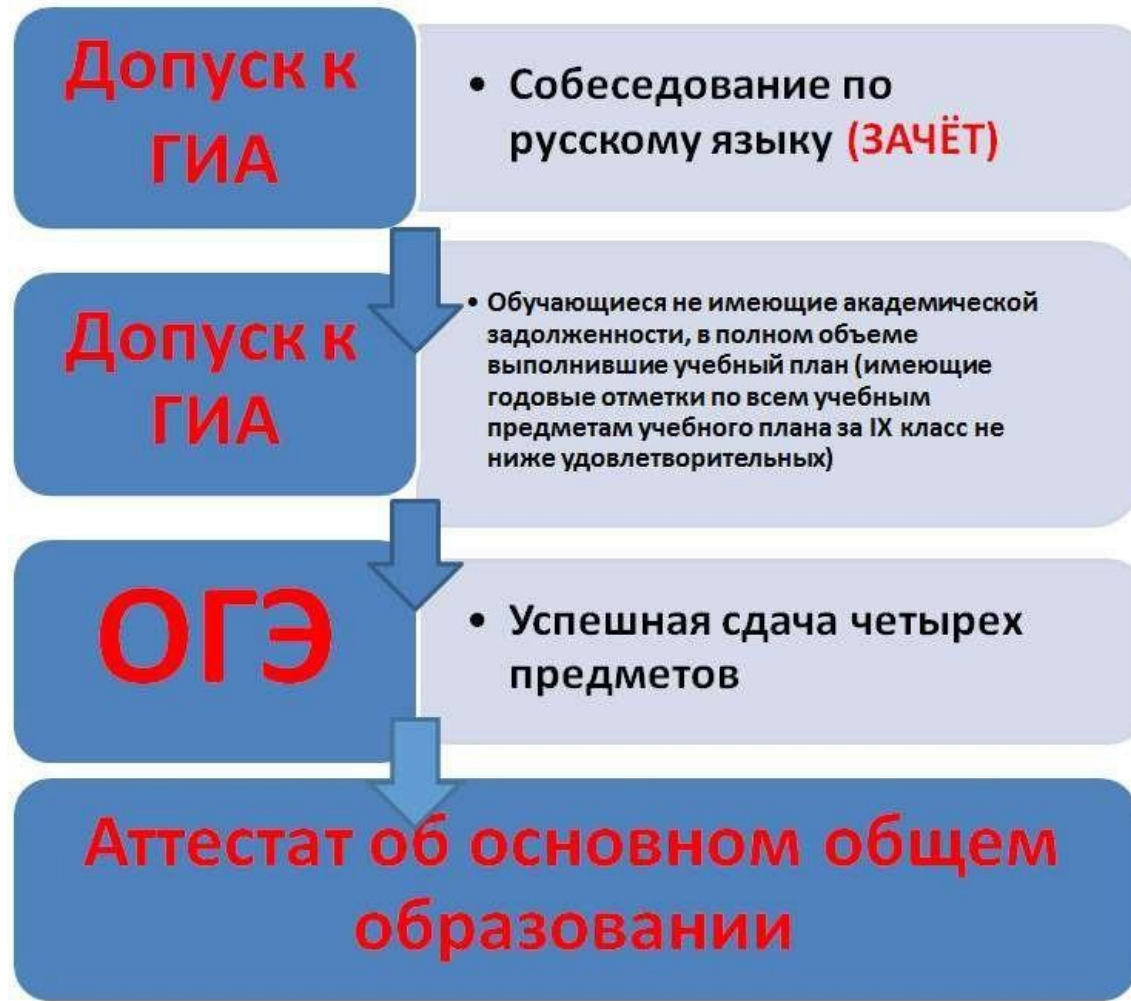 Допуск к
ГИА
• Собеседование по
русскому языку (ЗАЧЁТ)
Допуск к
ГИА
• Обучающиеся не имеющие академической
задолженности, в полном объеме
выполнившие учебный план (имеющие
годовые отметки по всем учебным
предметам учебного плана за IX класс не
ниже удовлетворительных)
ОГЭ
• Успешная сдача четырех
предметов
Аттестат об основном общем
образовании